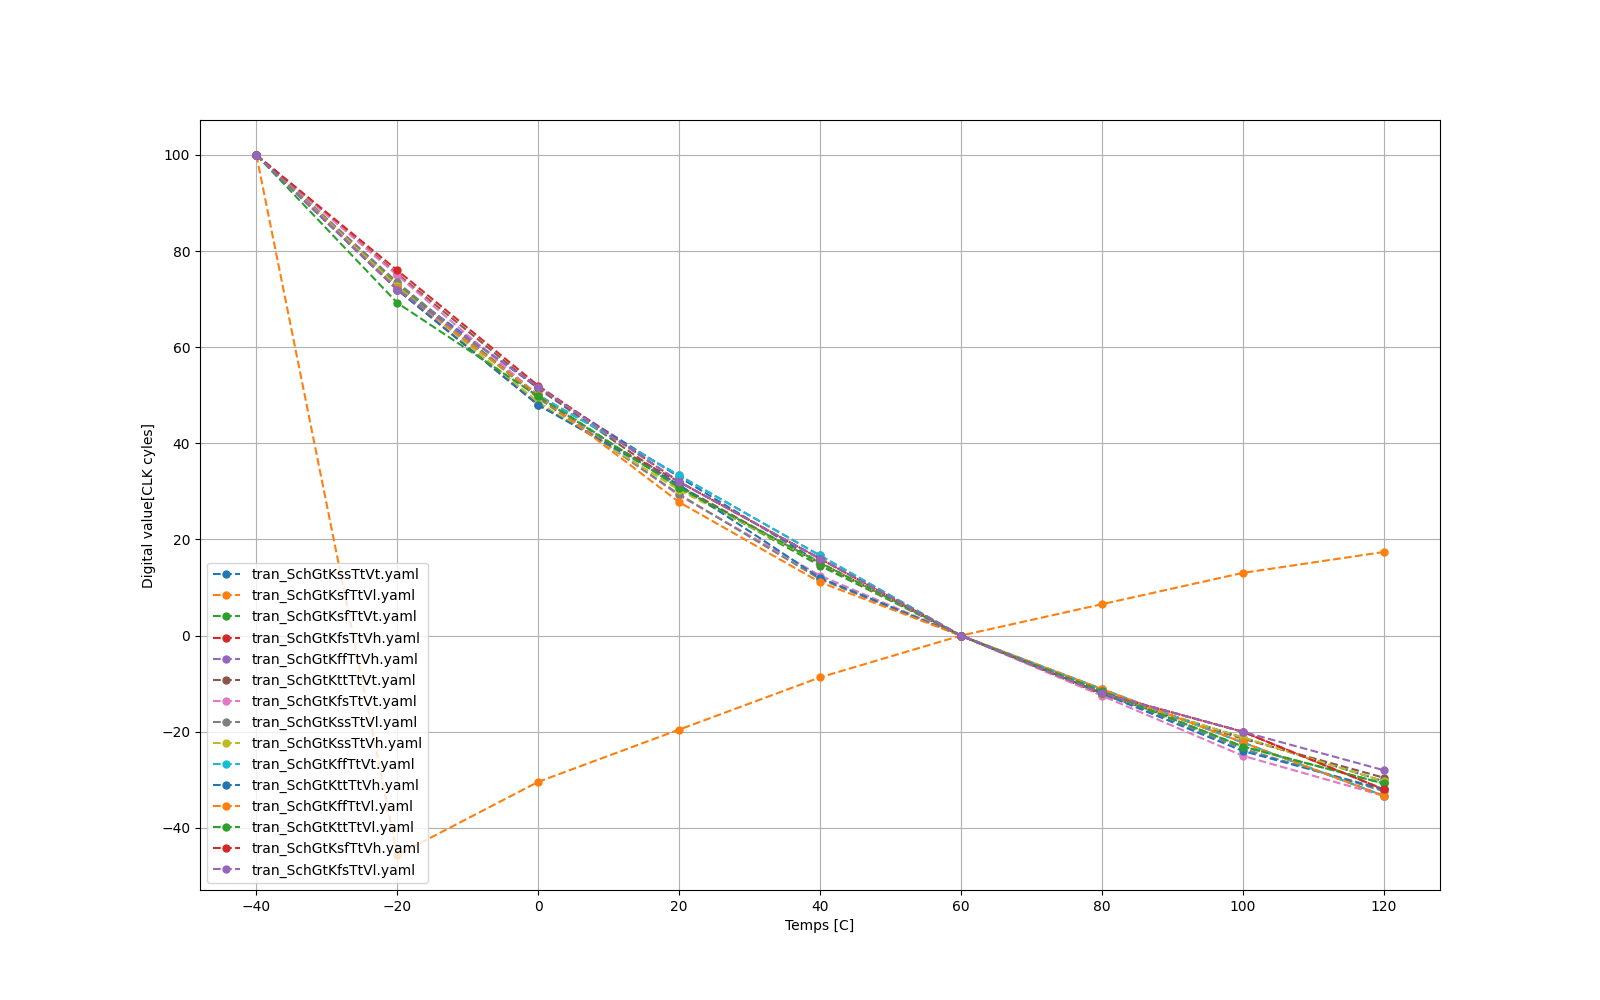 100
80
60
40
20
0
−20
−40
Digital value[CLK cyles]
tran_SchGtKssTtVt.yaml
tran_SchGtKsfTtVl.yaml
tran_SchGtKsfTtVt.yaml
tran_SchGtKfsTtVh.yaml
tran_SchGtKffTtVh.yaml
tran_SchGtKttTtVt.yaml
tran_SchGtKfsTtVt.yaml
tran_SchGtKssTtVl.yaml
tran_SchGtKssTtVh.yaml
tran_SchGtKffTtVt.yaml
tran_SchGtKttTtVh.yaml
tran_SchGtKffTtVl.yaml
tran_SchGtKttTtVl.yaml
tran_SchGtKsfTtVh.yaml
tran_SchGtKfsTtVl.yaml
−40 −20 0 20 40 60 80 100 120
Temps [C]